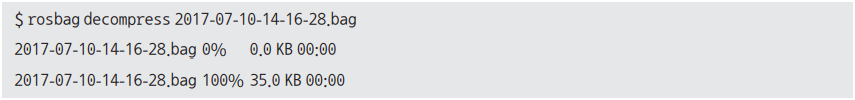 $ rosbag decompress 2017-07-10-14-16-28.bag
2017-07-10-14-16-28.bag 0% 0.0 KB 00:00
2017-07-10-14-16-28.bag 100% 35.0 KB 00:00